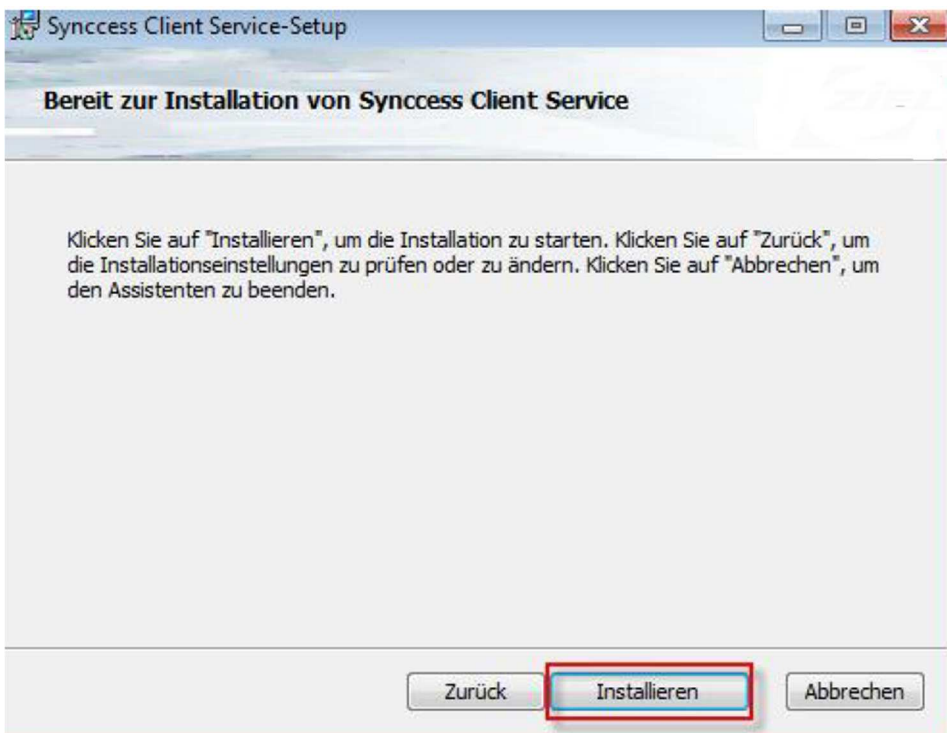 Synccess Client Service-Setup
Bereit zur Installation von Synccess Client Service
Klicken Sie auf "Installieren", um die Installation zu starten. Klicken Sie auf "Zurück", um
die Installationseinstellungen zu prüfen oder zu ändern. Klicken Sie auf "Abbrechen", um
den Assistenten zu beenden.
Zurück
Installieren
Abbrechen